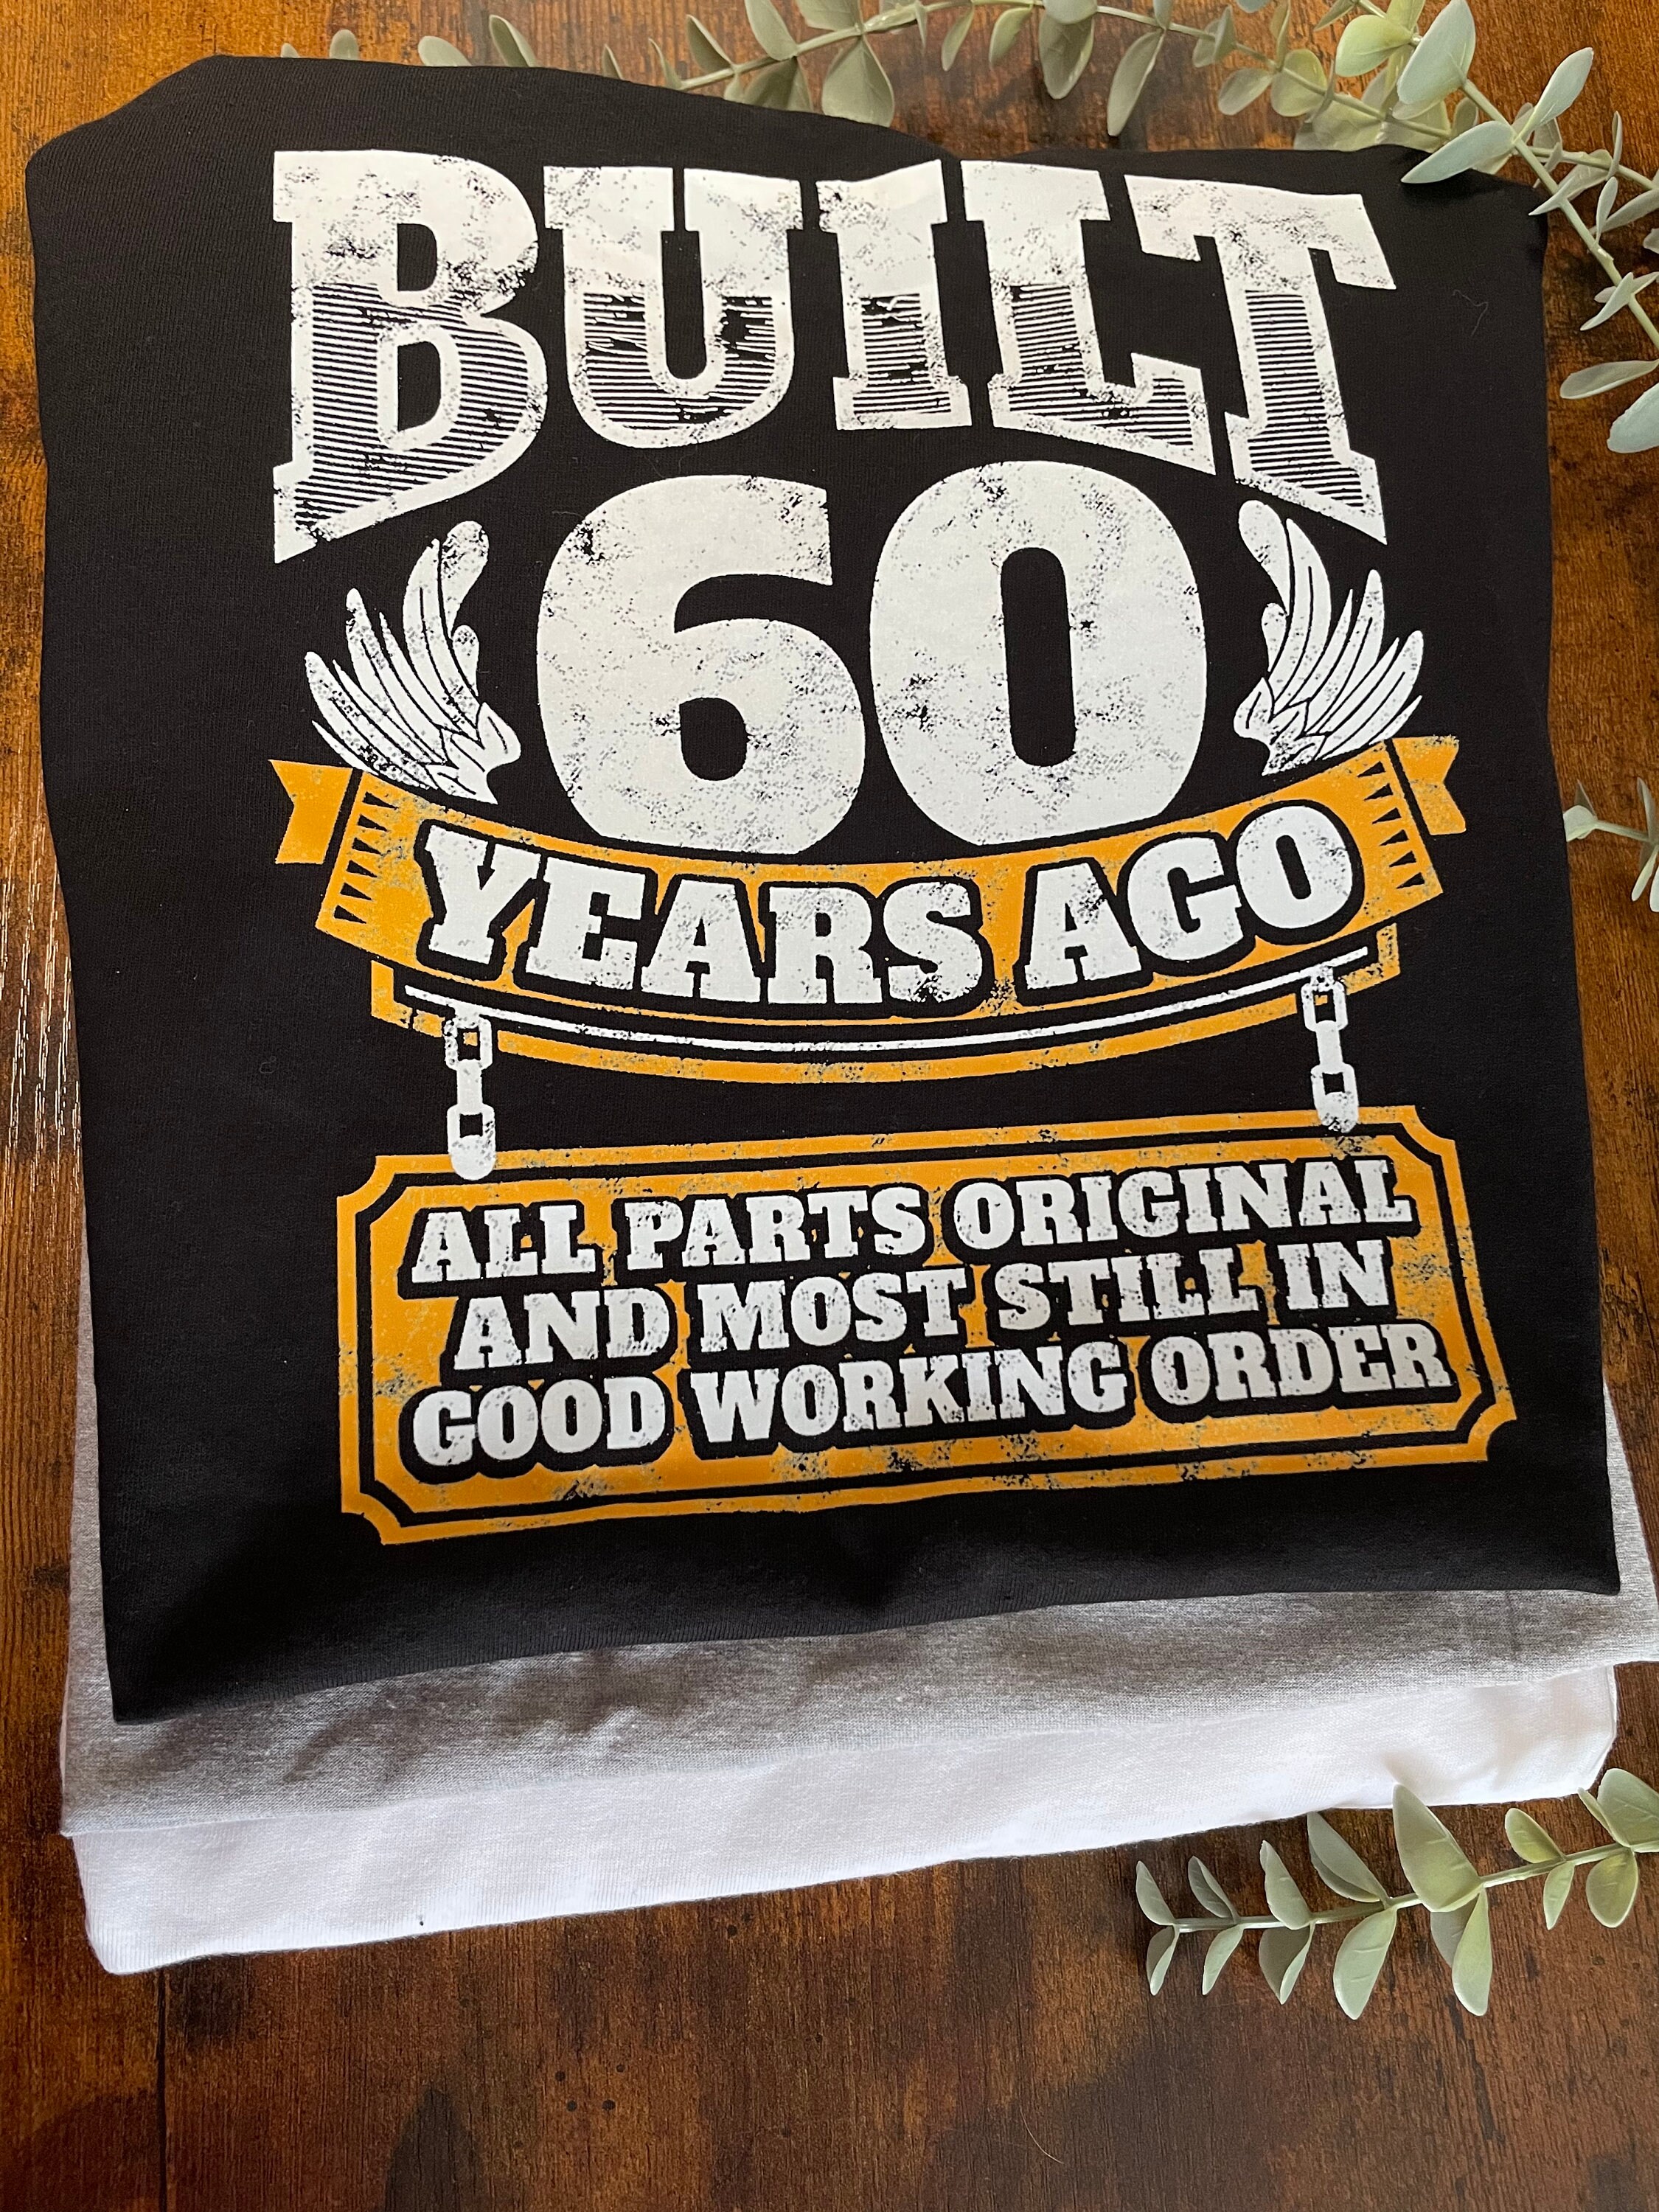 BUILT
60
YEARS AGO
ALL PARTS ORIGINAL
AND MOST STILL IN
GOOD WORKING ORDER